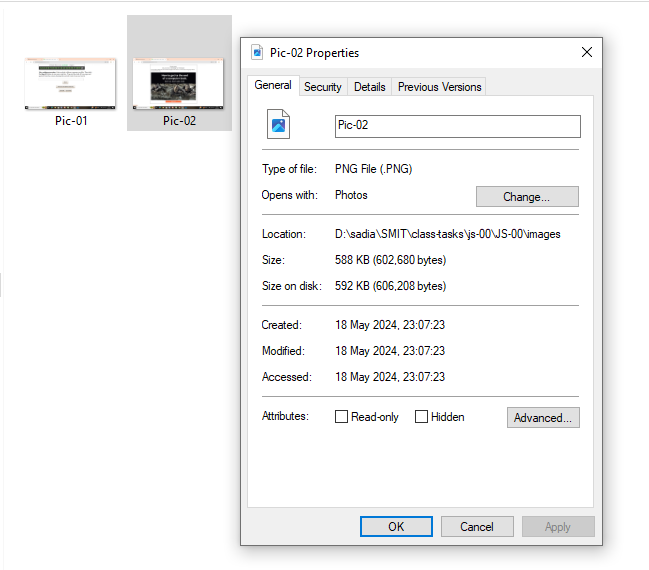 Pic-01
Pic-02
Pic-02 Properties
General
Security
Details
Previous Versions
Pic-02
Type of file: PNG File (.PNG)
Opens with: Photos
Change...
Location: D:\sadia\SMIT\class-tasks\js-00\JS-00\images
Size: 588 KB (602,680 bytes)
Size on disk: 592 KB (606,208 bytes)
Created: 18 May 2024, 23:07:23
Modified: 18 May 2024, 23:07:23
Accessed: 18 May 2024, 23:07:23
Attributes: Read-only Hidden Advanced...
OK
Cancel
Apply